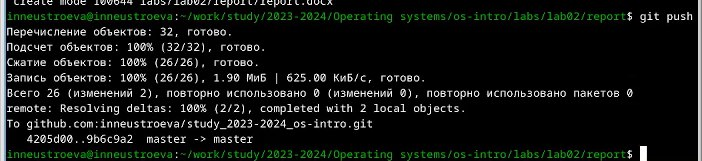 create mode 100644 labs/lab02/report/report.docx
inneustroeva@inneustroeva:~/work/study/2023-2024/Operating systems/os-intro/labs/lab02/report$ git push
Перечисление объектов: 32, готово.
Подсчет объектов: 100% (32/32), готово.
Сжатие объектов: 100% (26/26), готово.
Запись объектов: 100% (26/26), 1.90 МиБ | 625.00 КиБ/с, готово.
Всего 26 (изменений 2), повторно использовано 0 (изменений 0), повторно использовано пакетов 0
remote: Resolving deltas: 100% (2/2), completed with 2 local objects.
To github.com:inneustroeva/study_2023-2024_os-intro.git
4205d00..9b6c9a2 master -> master
inneustroeva@inneustroeva:~/work/study/2023-2024/Operating systems/os-intro/labs/lab02/report$